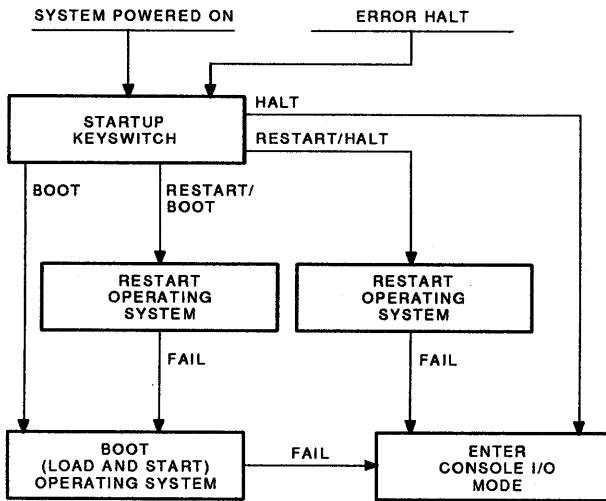 SYSTEM POWERED ON
ERROR HALT
STARTUP
KEYSWITCH
HALT
RESTART/HALT
BOOT
RESTART/
BOOT
RESTART
OPERATING
SYSTEM
RESTART
OPERATING
SYSTEM
FAIL
FAIL
BOOT
(LOAD AND START)
OPERATING SYSTEM
FAIL
ENTER
CONSOLE I/O
MODE